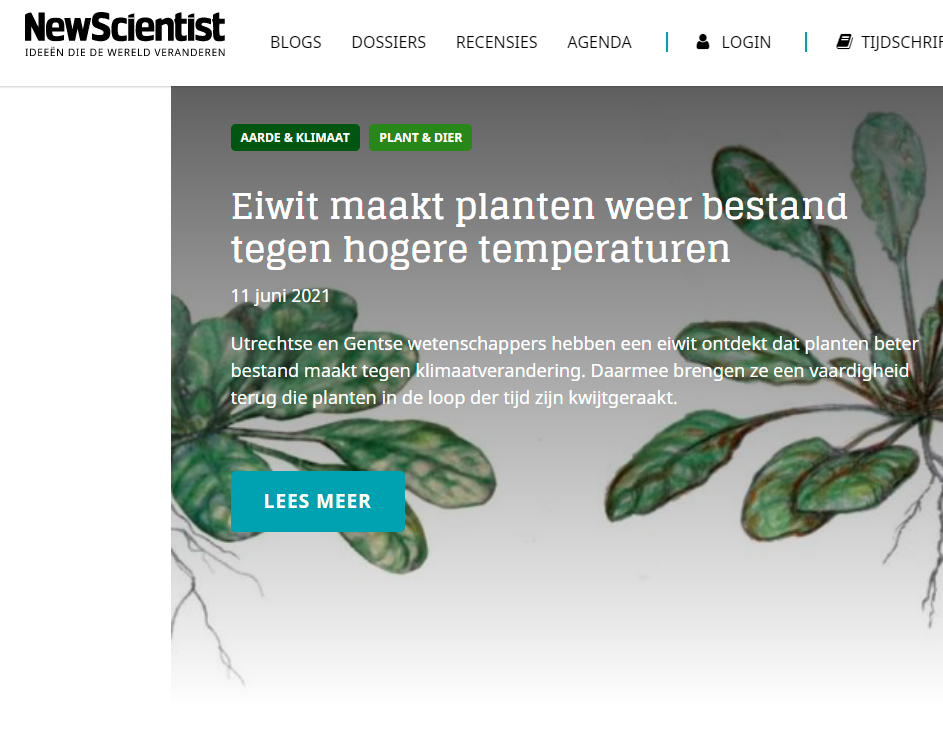 NewScientist
IDEEËN DIE DE WERELD VERANDEREN
BLOGS DOSSIERS RECENSIES AGENDA LOGIN TIJDSCHRIF
AARDE & KLIMAAT PLANT & DIER
Eiwit maakt planten weer bestand
tegen hogere temperaturen
11 juni 2021
Utrechtse en Gentse wetenschappers hebben een eiwit ontdekt dat planten beter
bestand maakt tegen klimaatverandering. Daarmee brengen ze een vaardigheid
terug die planten in de loop der tijd zijn kwijtgeraakt.
LEES MEER